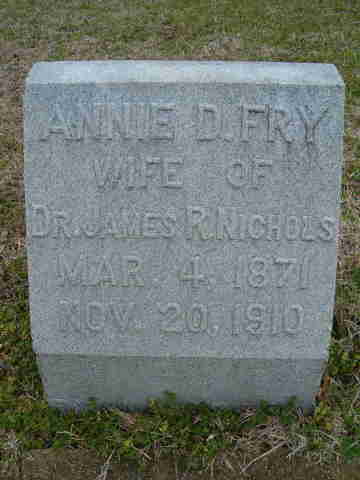 ANNIE D. FRY
WIFE OF
DR. JAMES R. NICHOLS
MAR. 4, 1871
NOV. 20, 1910